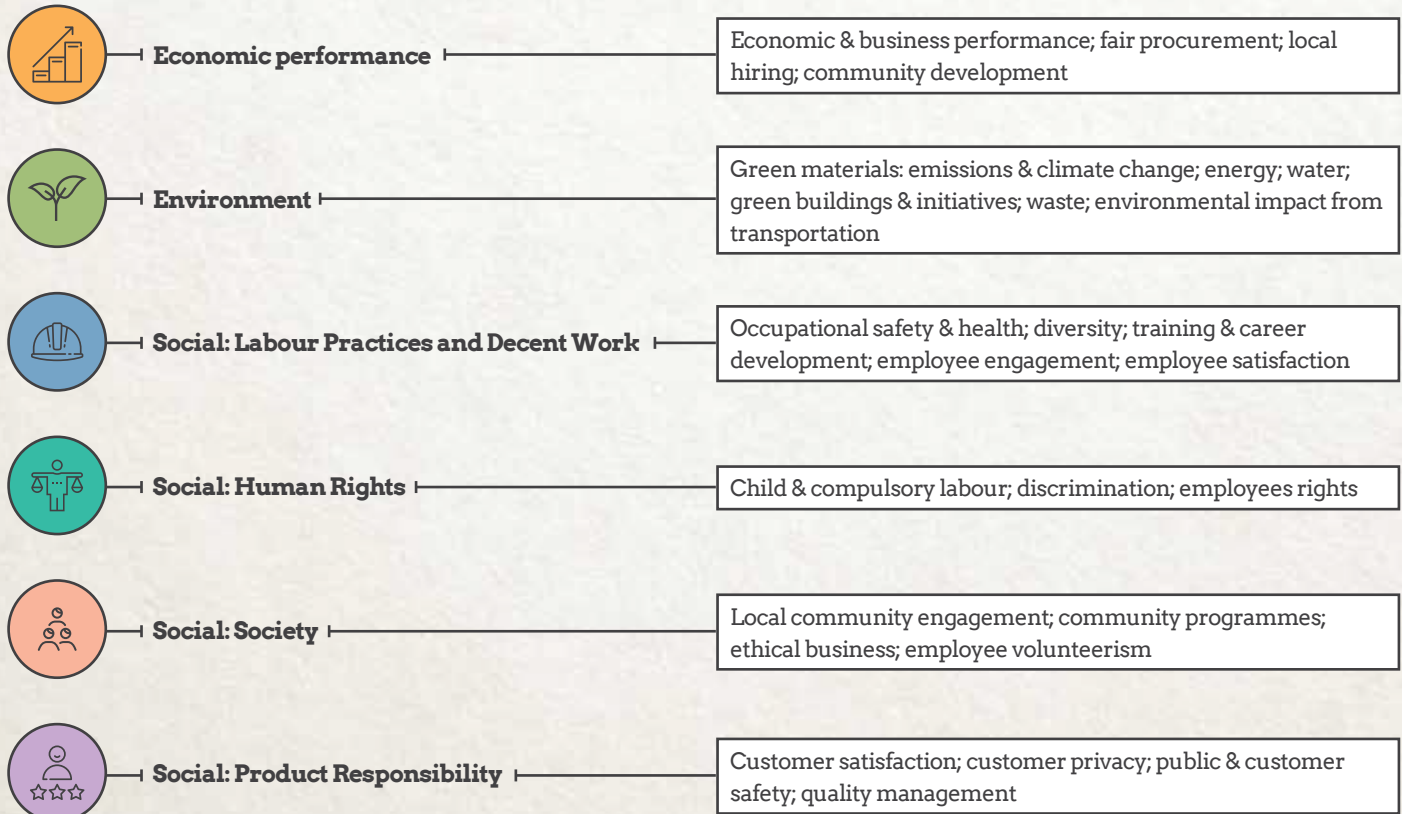 Economic performance
Economic & business performance; fair procurement; local
hiring; community development
Environment
Green materials: emissions & climate change; energy; water;
green buildings & initiatives; waste; environmental impact from
transportation
Social: Labour Practices and Decent Work
Occupational safety & health; diversity; training & career
development; employee engagement; employee satisfaction
Social: Human Rights
Child & compulsory labour; discrimination; employees rights
Social: Society
Local community engagement; community programmes;
ethical business; employee volunteerism
Social: Product Responsibility
Customer satisfaction; customer privacy; public & customer
safety; quality management